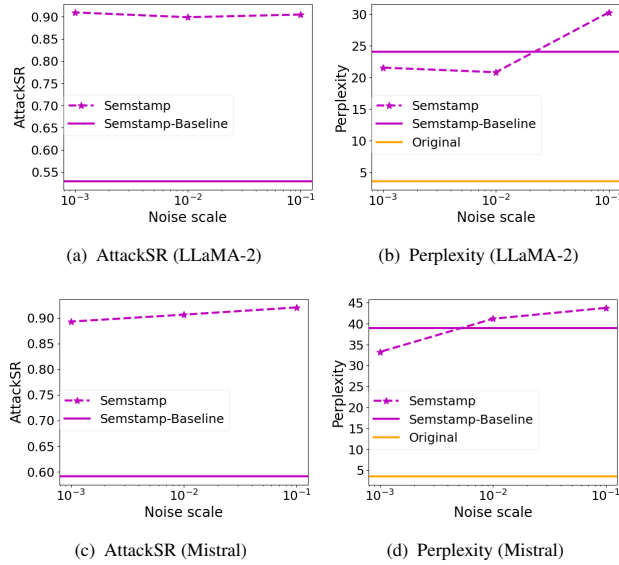 AttackSR
0.90
0.85
0.80
0.75
0.70
0.65
0.60
0.55
Semstamp
Semstamp-Baseline
10⁻³
10⁻²
10⁻¹
Noise scale
(a) AttackSR (LLaMA-2)
Perplexity
30
25
20
15
10
5
Semstamp
Semstamp-Baseline
Original
10⁻³
10⁻²
10⁻¹
Noise scale
(b) Perplexity (LLaMA-2)
AttackSR
0.90
0.85
0.80
0.75
0.70
0.65
0.60
Semstamp
Semstamp-Baseline
10⁻³
10⁻²
10⁻¹
Noise scale
(c) AttackSR (Mistral)
Perplexity
45
40
35
30
25
20
15
10
5
Semstamp
Semstamp-Baseline
Original
10⁻³
10⁻²
10⁻¹
Noise scale
(d) Perplexity (Mistral)